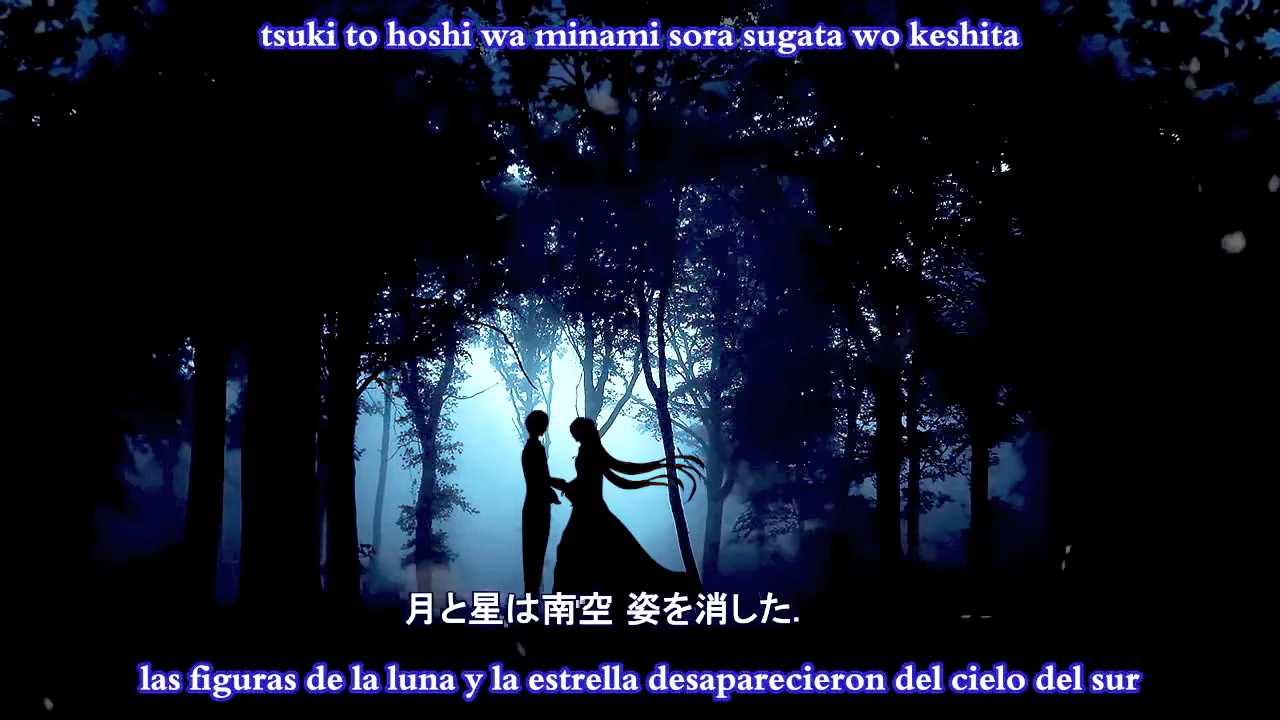 tsuki to hoshi wa minami sora sugata wo keshita
月と星は南空 姿を消した.
las figuras de la luna y la estrella desaparecieron del cielo del sur